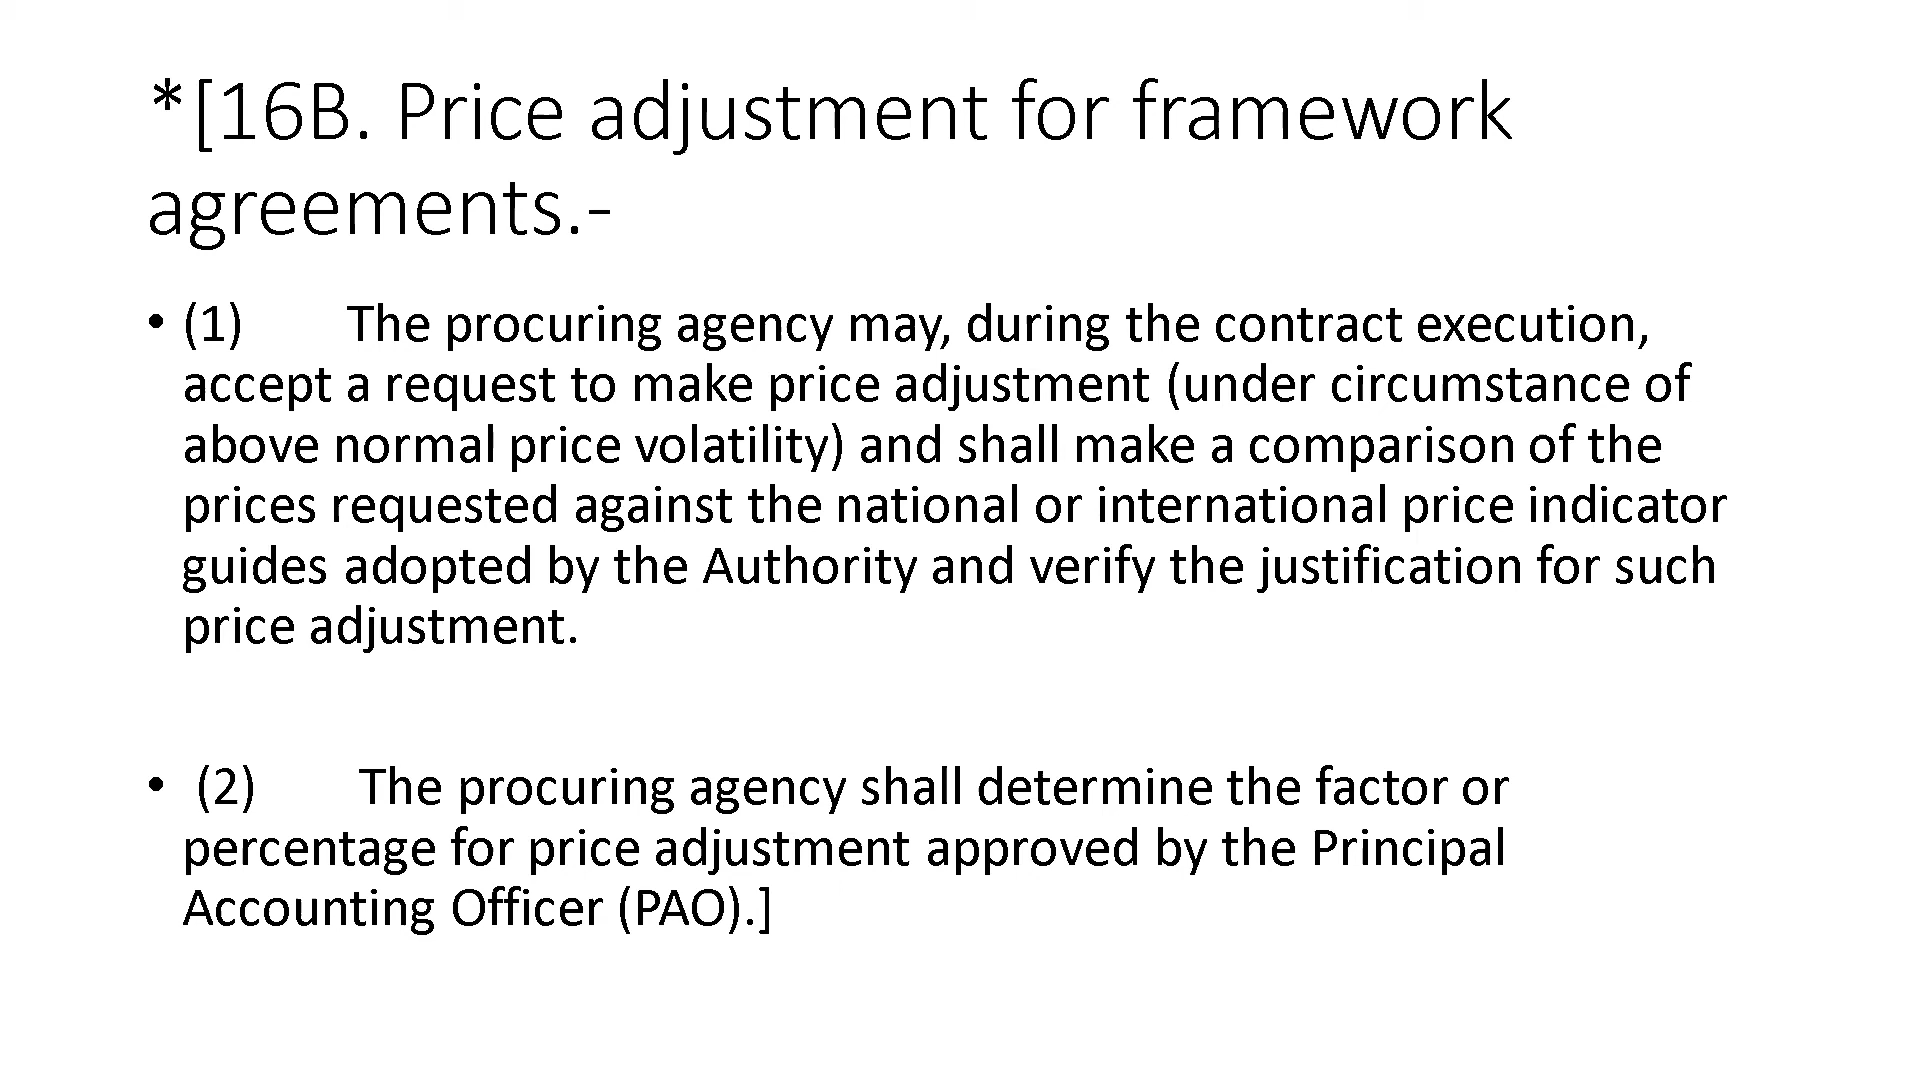 *[16B. Price adjustment for framework
agreements.-
• (1) The procuring agency may, during the contract execution,
accept a request to make price adjustment (under circumstance of
above normal price volatility) and shall make a comparison of the
prices requested against the national or international price indicator
guides adopted by the Authority and verify the justification for such
price adjustment.
• (2) The procuring agency shall determine the factor or
percentage for price adjustment approved by the Principal
Accounting Officer (PAO).]